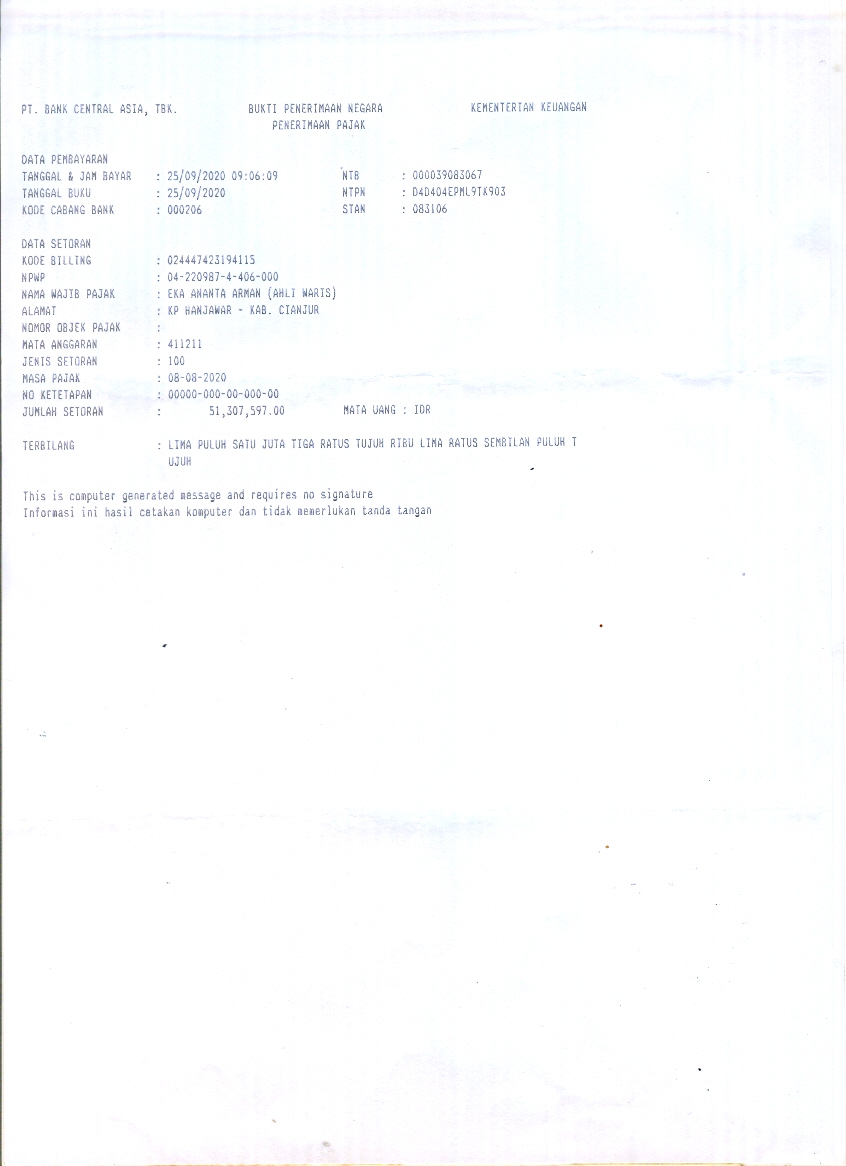 PT. BANK CENTRAL ASIA, TBK. BUKTI PENERIMAAN NEGARA KEMENTERIAN KEUANGAN
PENERIMAAN PAJAK
DATA PEMBAYARAN
TANGGAL & JAM BAYAR : 25/09/2020 09:06:09 NTB : 000039083067
TANGGAL BUKU : 25/09/2020 NTPN : D4D404EPML9TK903
KODE CABANG BANK : 000206 STAN : 083106
DATA SETORAN
KODE BILLING : 024447423194115
NPWP : 04-220987-4-406-000
NAMA WAJIB PAJAK : EKA ANANTA ARMAN (AHLI WARIS)
ALAMAT : KP HANJAWAR - KAB. CIANJUR
NOMOR OBJEK PAJAK :
MATA ANGGARAN : 411211
JENIS SETORAN : 100
MASA PAJAK : 08-08-2020
NO KETETAPAN : 00000-000-00-000-00
JUMLAH SETORAN : 51,307,597.00 MATA UANG : IDR
TERBILANG : LIMA PULUH SATU JUTA TIGA RATUS TUJUH RIBU LIMA RATUS SEMBILAN PULUH T
UJUH
This is computer generated message and requires no signature
Informasi ini hasil cetakan komputer dan tidak memerlukan tanda tangan